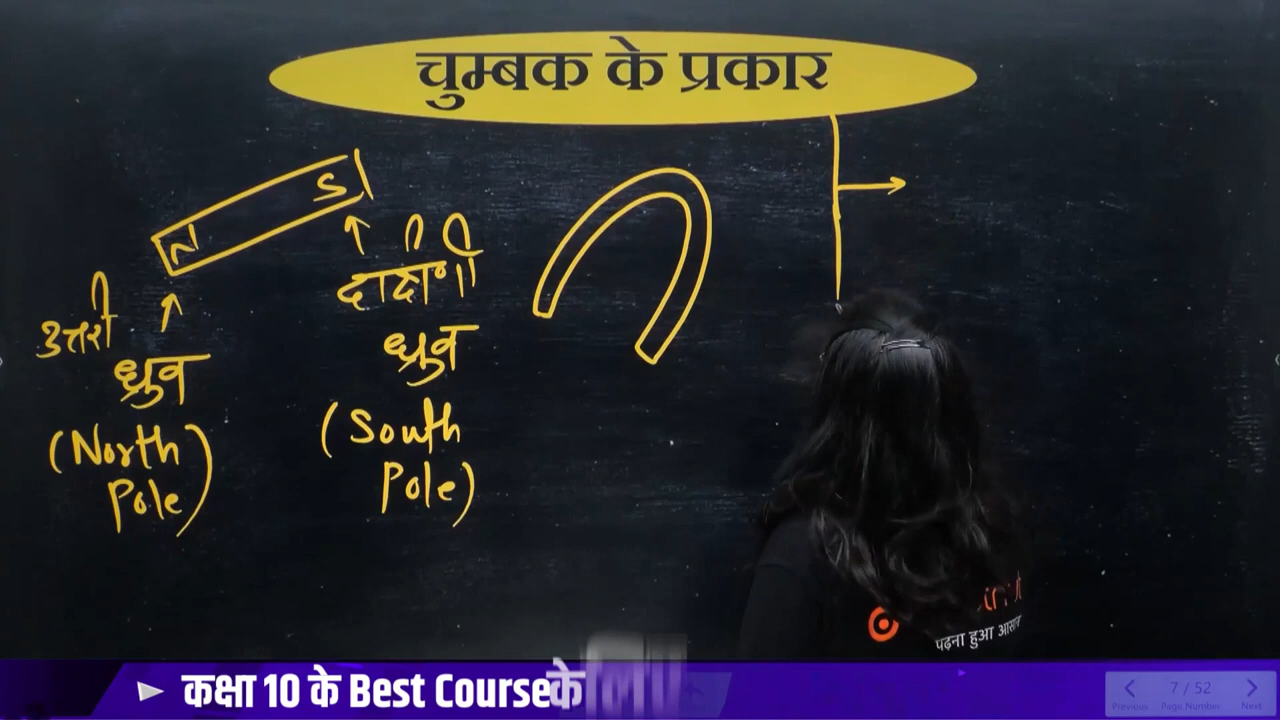 चुम्बक के प्रकार
N
S
उत्तरी
ध्रुव
(North
Pole)
दक्षिणी
ध्रुव
(South
Pole)
पढ़ना हुआ आसान
कक्षा 10 के Best Course के
7 / 52
Previous
Page Number
Next